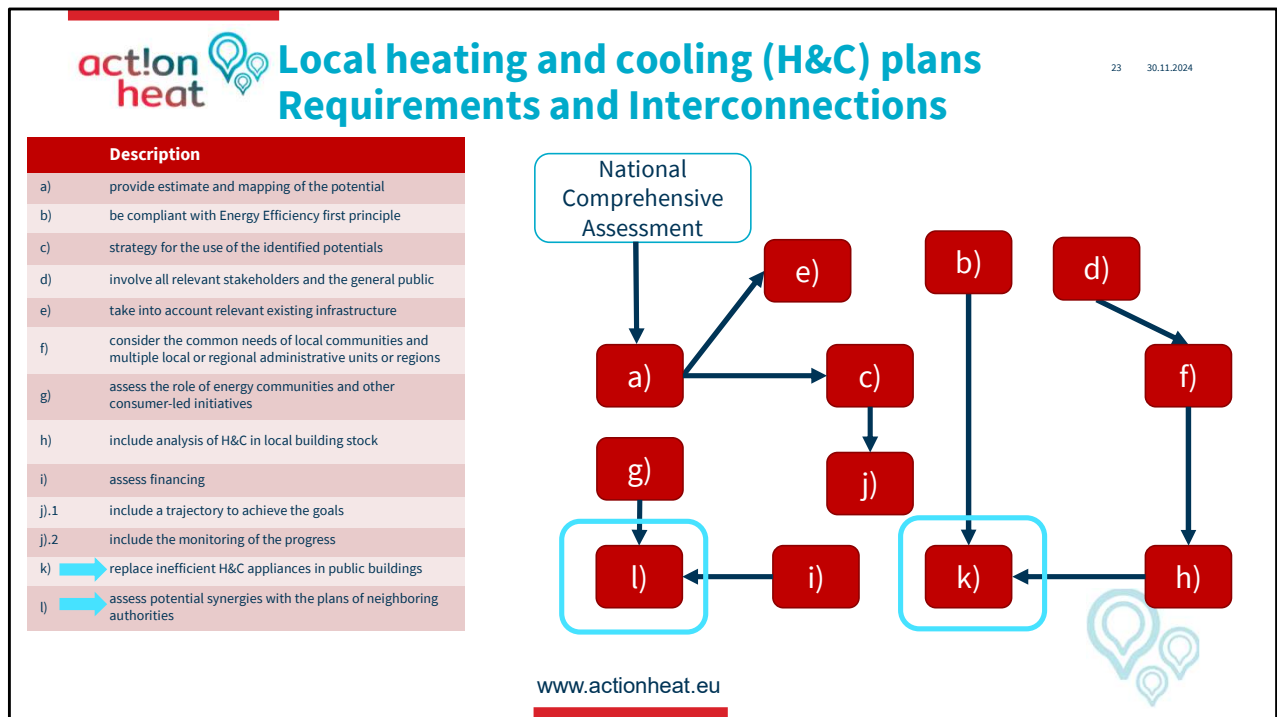 act!on
heat
Local heating and cooling (H&C) plans
Requirements and Interconnections
23 30.11.2024
Description
a) provide estimate and mapping of the potential
b) be compliant with Energy Efficiency first principle
c) strategy for the use of the identified potentials
d) involve all relevant stakeholders and the general public
e) take into account relevant existing infrastructure
f) consider the common needs of local communities and
multiple local or regional administrative units or regions
g) assess the role of energy communities and other
consumer-led initiatives
h) include analysis of H&C in local building stock
i) assess financing
j).1 include a trajectory to achieve the goals
j).2 include the monitoring of the progress
k) replace inefficient H&C appliances in public buildings
l) assess potential synergies with the plans of neighboring
authorities
National
Comprehensive
Assessment
e)
b)
d)
a)
c)
f)
g)
j)
l)
i)
k)
h)
www.actionheat.eu